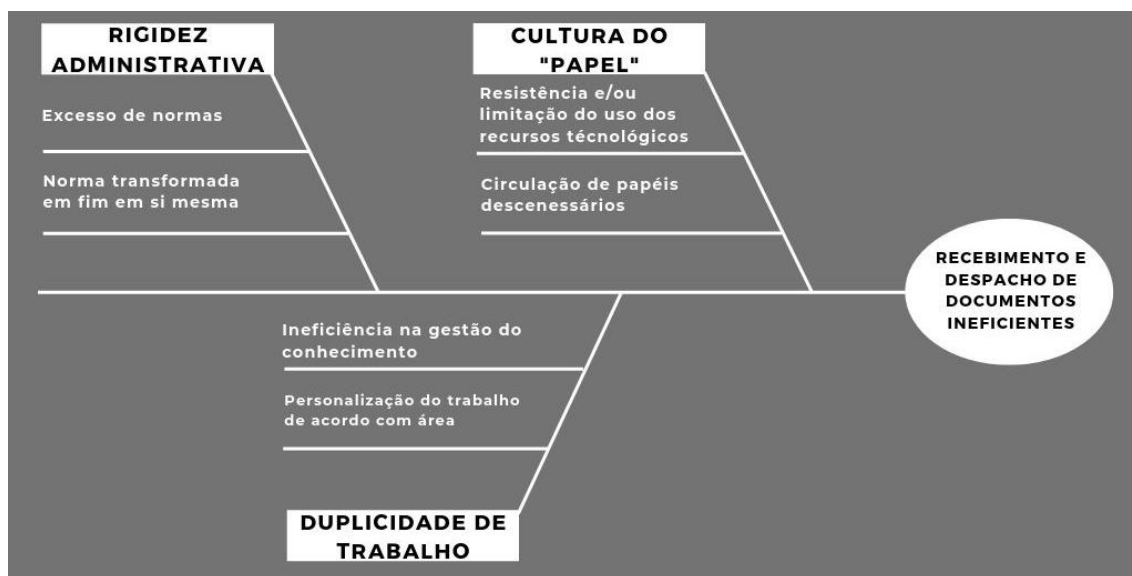 RIGIDEZ
ADMINISTRATIVA
Excesso de normas
Norma transformada
em fim em si mesma
CULTURA DO
"PAPEL"
Resistência e/ou
limitação do uso dos
recursos técnológicos
Circulação de papéis
descenessários
RECEBIMENTO E
DESPACHO DE
DOCUMENTOS
INEFICIENTES
Ineficiência na gestão do
conhecimento
Personalização do trabalho
de acordo com área
DUPLICIDADE DE
TRABALHO